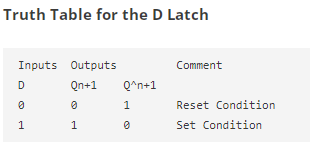 Truth Table for the D Latch
Inputs Outputs Comment
D Qn+1 Q^n+1
0 0 1 Reset Condition
1 1 0 Set Condition